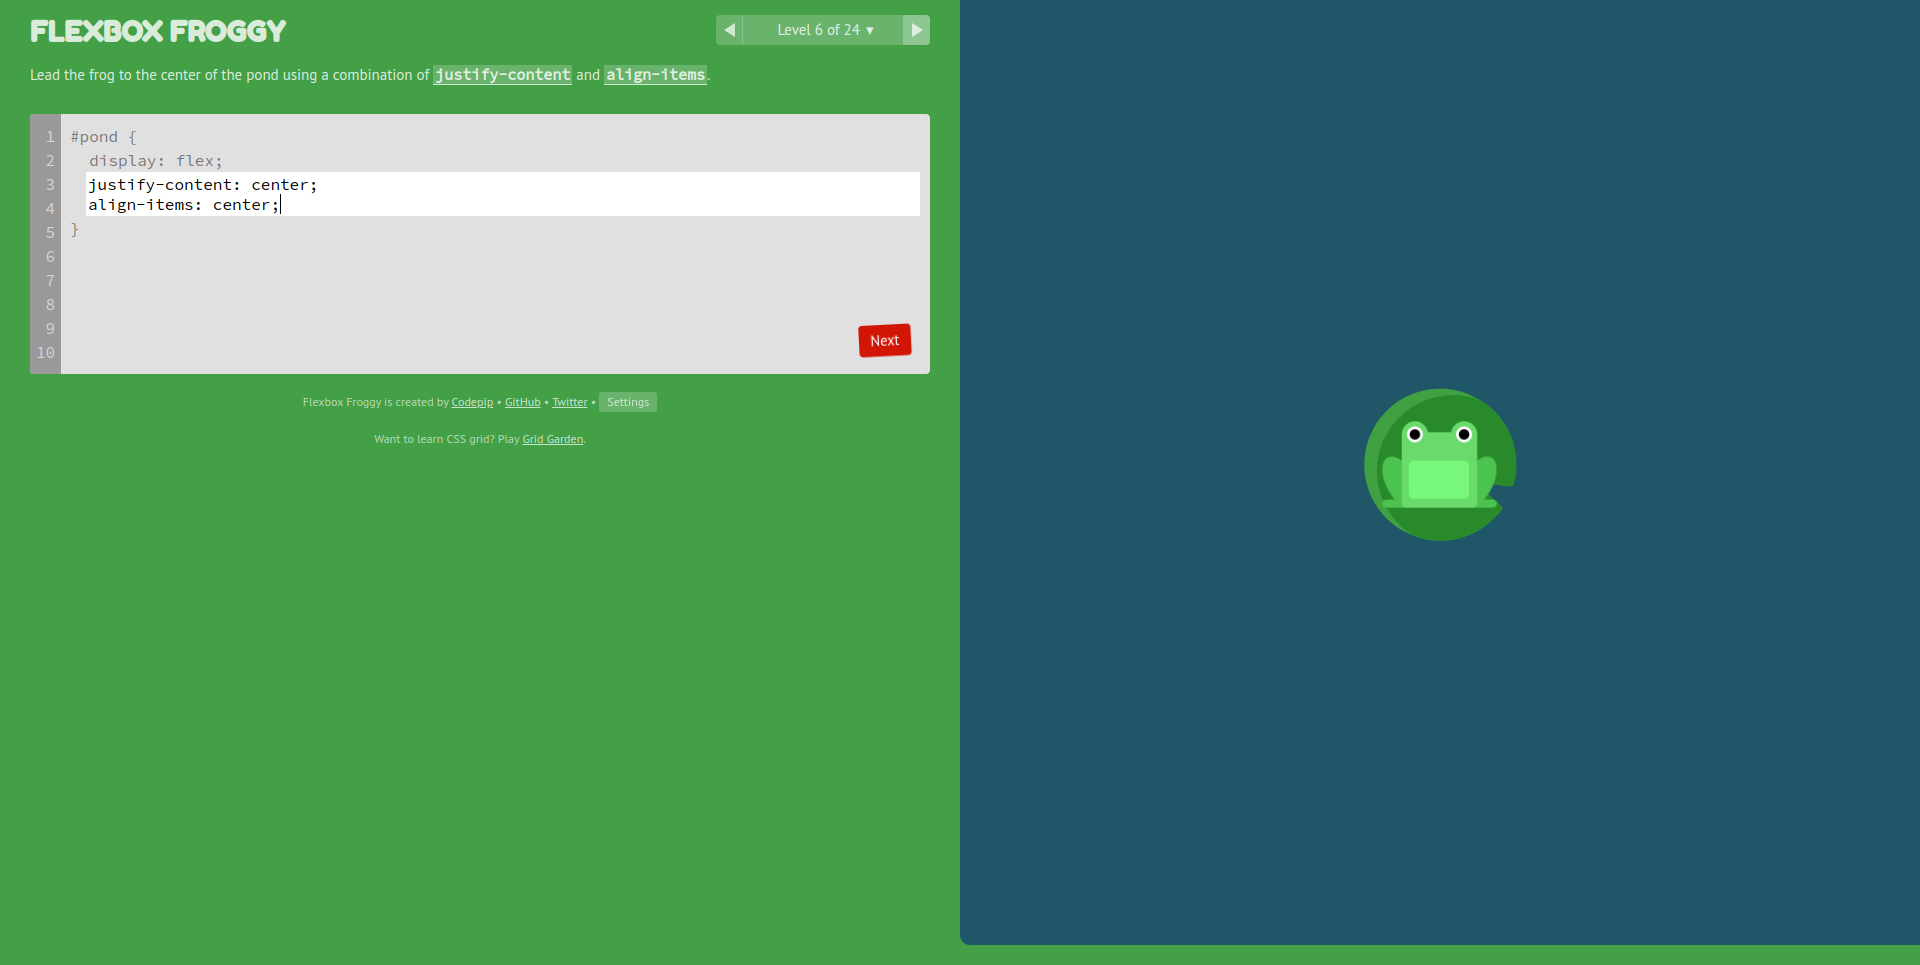 FLEXBOX FROGGY
◀ Level 6 of 24 ▾ ▶
Lead the frog to the center of the pond using a combination of justify-content and align-items.
1 #pond {
2 display: flex;
3 justify-content: center;
4 align-items: center;
5 }
6
7
8
9
10
Next
Flexbox Froggy is created by Codepip • GitHub • Twitter • Settings
Want to learn CSS grid? Play Grid Garden.